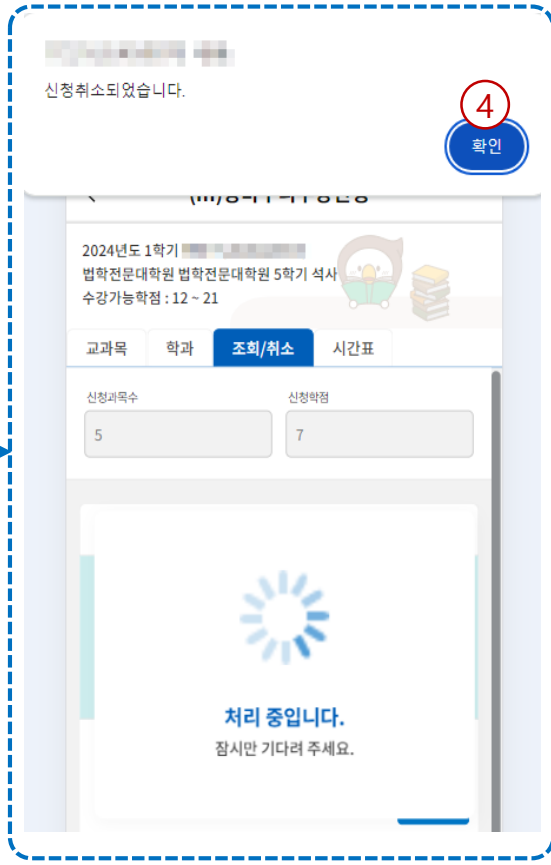 신청취소되었습니다.
4
확인
2024년도 1학기
법학전문대학원 법학전문대학원 5학기 석사
수강가능학점 : 12 ~ 21
교과목 학과 조회/취소 시간표
신청과목수 신청학점
5 7
처리 중입니다.
잠시만 기다려 주세요.